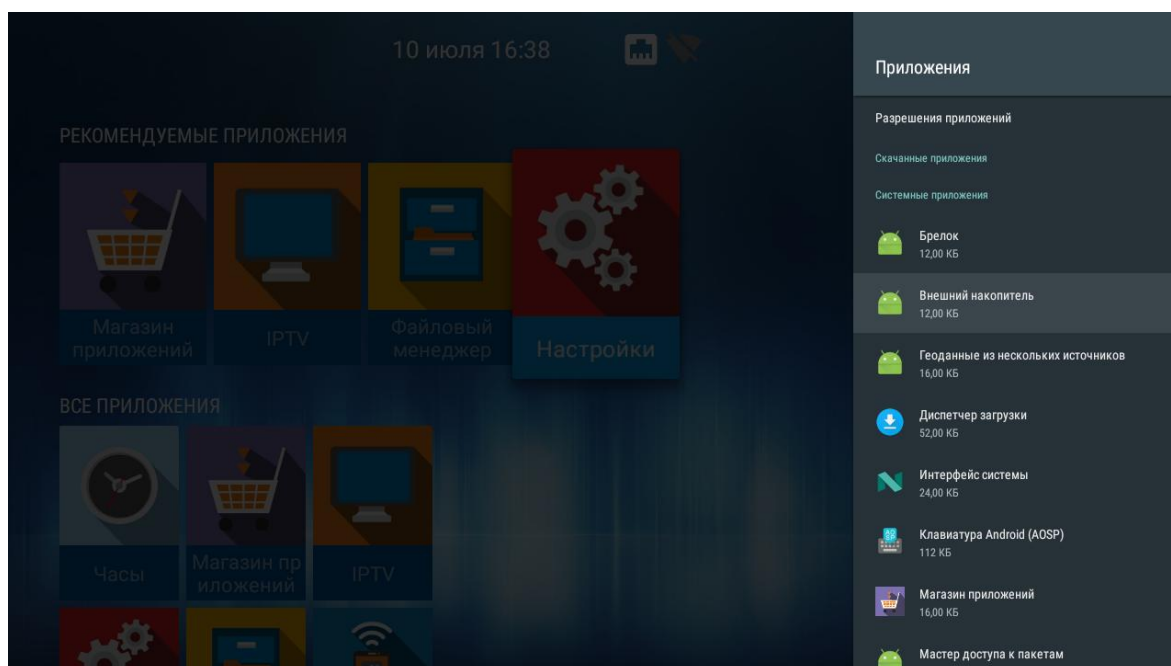 10 июля 16:38
РЕКОМЕНДУЕМЫЕ ПРИЛОЖЕНИЯ
Магазин
приложений
IPTV
Файловый
менеджер
Настройки
ВСЕ ПРИЛОЖЕНИЯ
Часы
Магазин пр
иложений
IPTV
Приложения
Разрешения приложений
Скачанные приложения
Системные приложения
Брелок
12,00 КБ
Внешний накопитель
12,00 КБ
Геоданные из нескольких источников
16,00 КБ
Диспетчер загрузки
52,00 КБ
Интерфейс системы
24,00 КБ
Клавиатура Android (AOSP)
112 КБ
Магазин приложений
16,00 КБ
Мастер доступа к пакетам